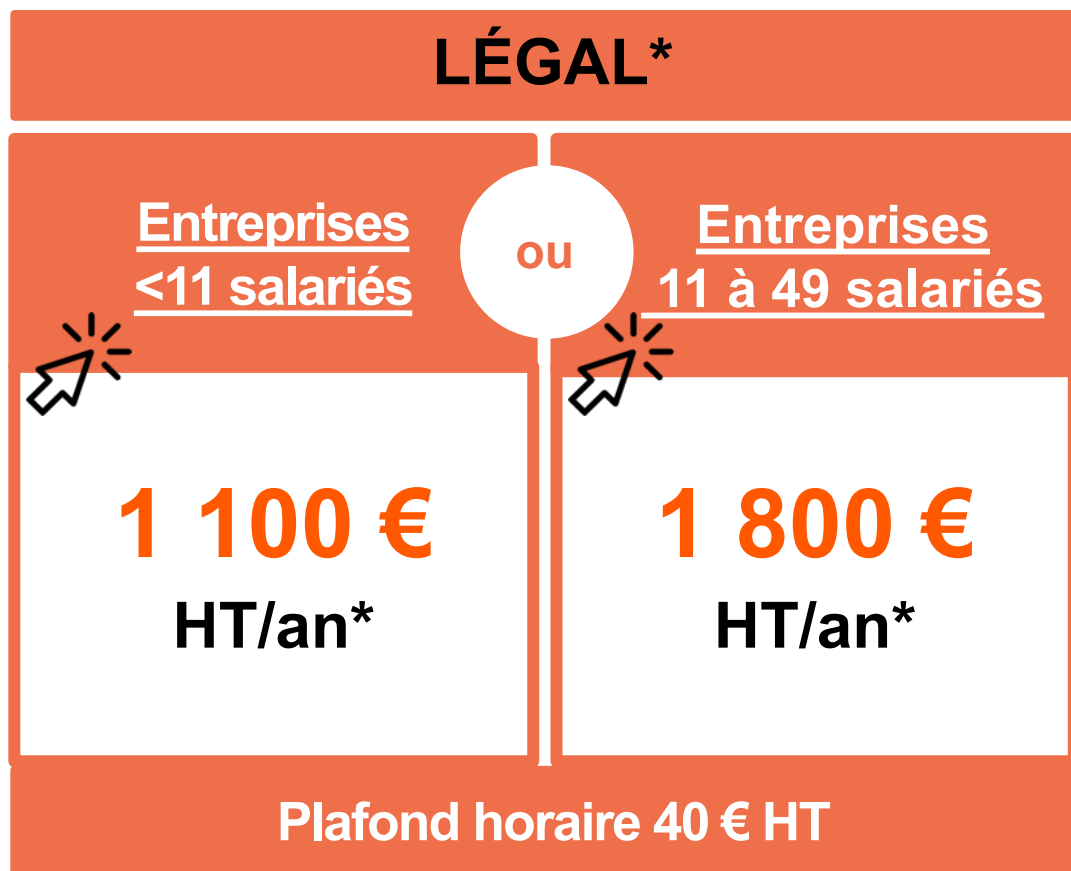 LÉGAL*
Entreprises
<11 salariés
ou
Entreprises
11 à 49 salariés
1 100 €
HT/an*
1 800 €
HT/an*
Plafond horaire 40 € HT